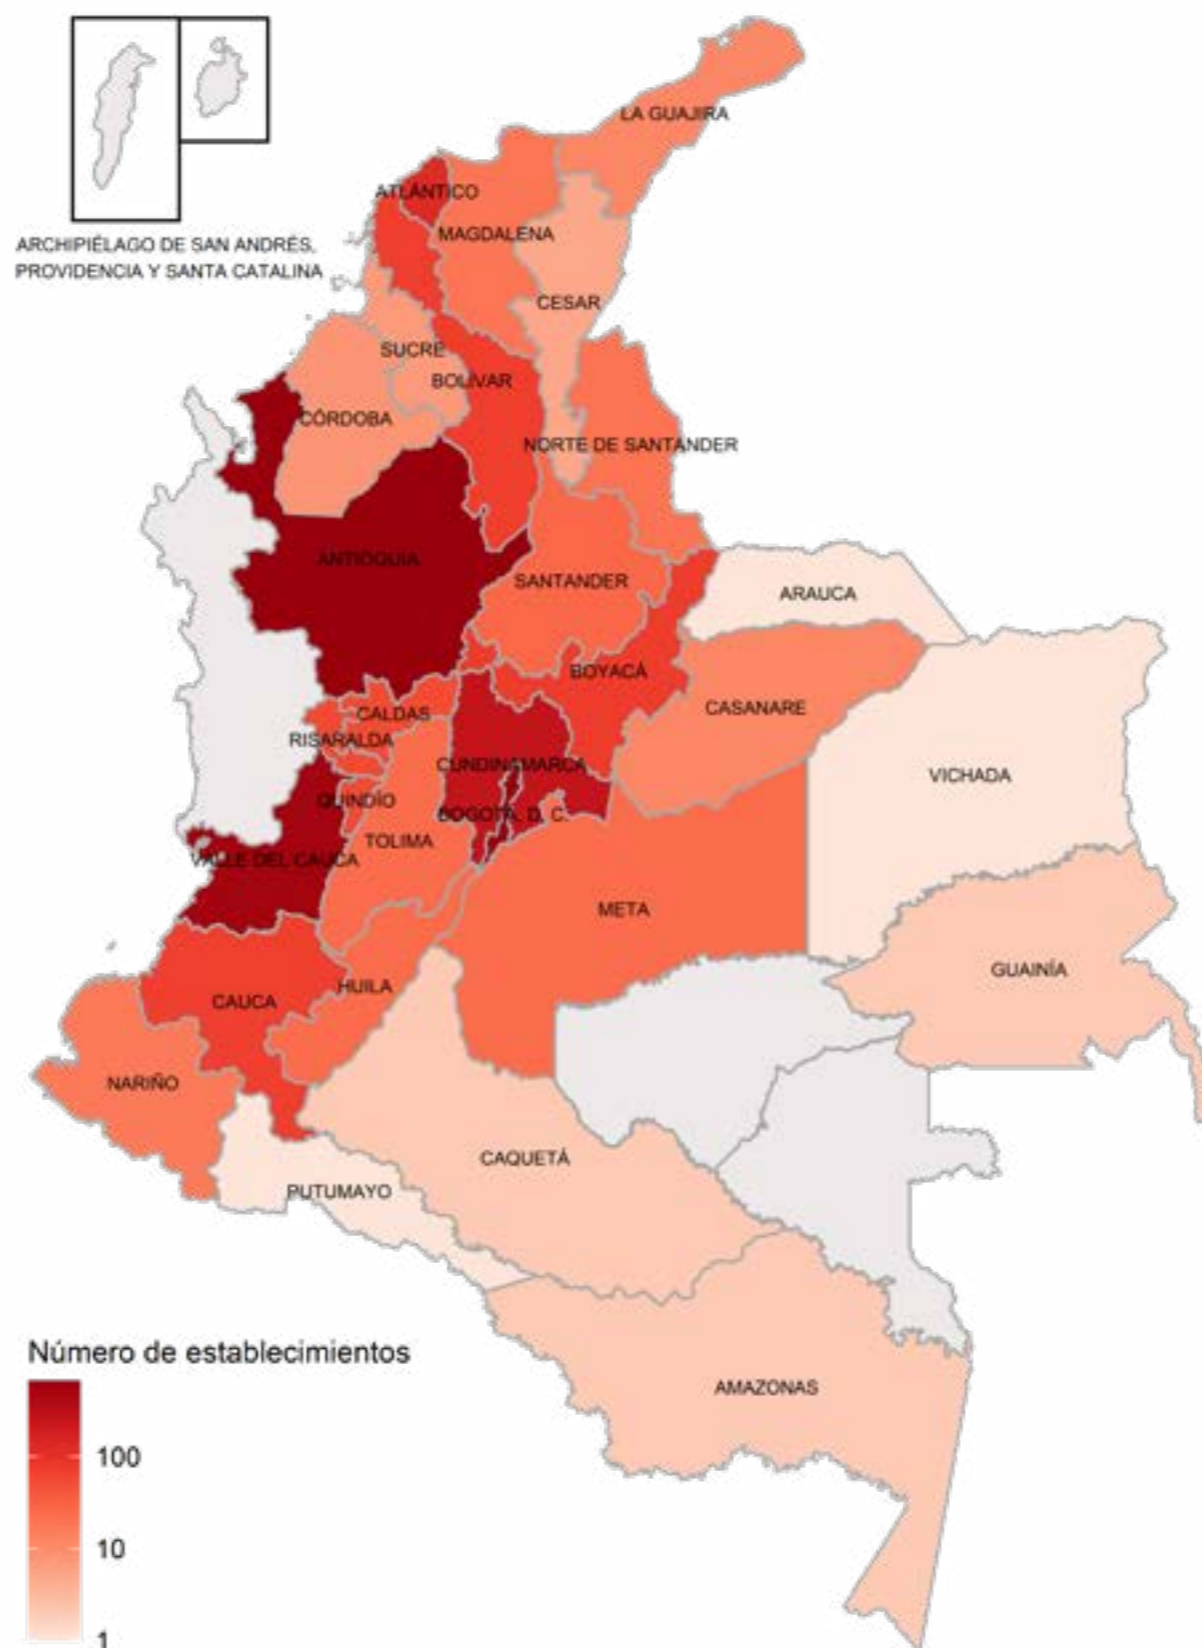 LA GUAJIRA
ATLÁNTICO
MAGDALENA
ARCHIPIÉLAGO DE SAN ANDRÉS,
PROVIDENCIA Y SANTA CATALINA
CESAR
SUCRE
BOLÍVAR
CÓRDOBA
NORTE DE SANTANDER
ANTIOQUIA
SANTANDER
ARAUCA
BOYACÁ
CASANARE
CALDAS
RISARALDA
CUNDINAMARCA
VICHADA
QUINDÍO
BOGOTÁ, D. C.
TOLIMA
VALLE DEL CAUCA
META
GUAINÍA
HUILA
CAUCA
NARIÑO
CAQUETÁ
PUTUMAYO
Número de establecimientos
AMAZONAS
100
10
1